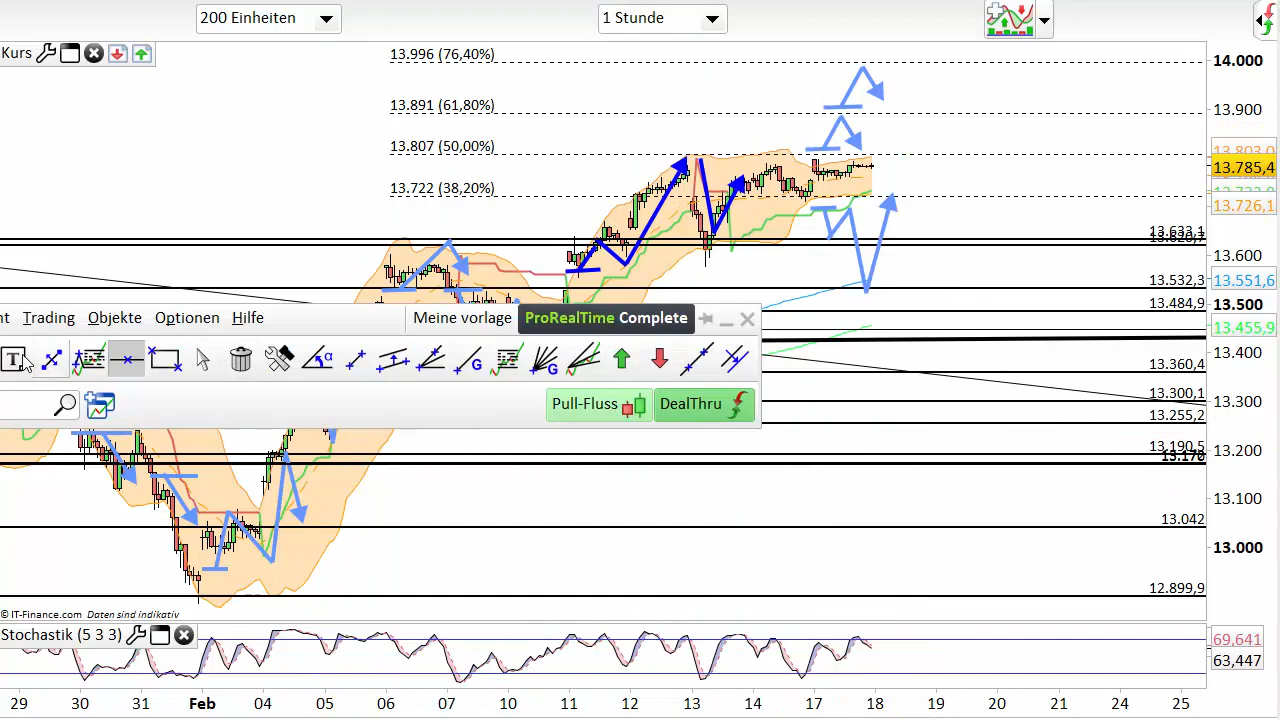 200 Einheiten
1 Stunde
Kurs
13.996 (76,40%)
13.891 (61,80%)
13.807 (50,00%)
13.722 (38,20%)
14.000
13.900
13.803,0
13.785,4
13.726,1
13.633,1
13.600
13.532,3
13.551,6
13.484,9
13.500
13.455,9
13.400
13.360,4
13.300,1
13.300
13.255,2
13.190,5
13.200
13.170
13.100
13.042
13.000
12.899,9
nt Trading Objekte Optionen Hilfe Meine vorlage ProRealTime Complete
T
α
G
G
Pull-Fluss DealThru
© IT-Finance.com Daten sind indikativ
Stochastik (5 3 3)
69,641
63,447
29 30 31 Feb 04 05 06 07 10 11 12 13 14 17 18 19 20 21 24 25